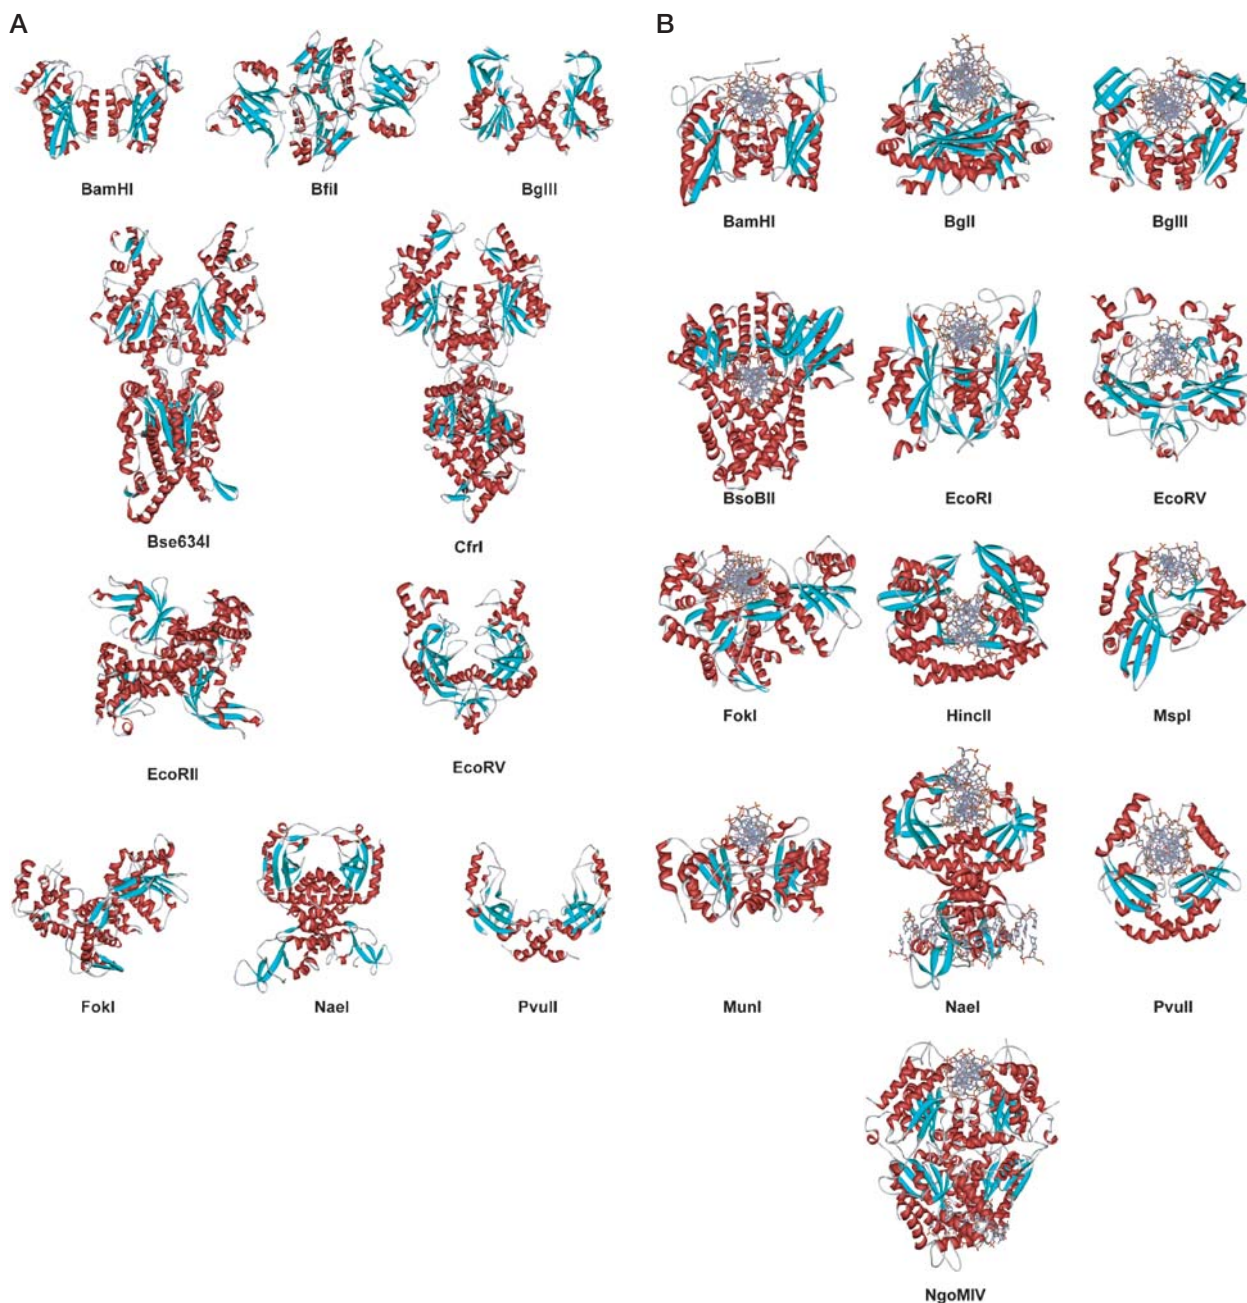 A
B
BamHI
BfiI
BglII
BamHI
BglI
BglII
Bse634I
CfrI
BsoBII
EcoRI
EcoRV
EcoRII
EcoRV
FokI
HincII
MspI
FokI
NaeI
PvuII
MunI
NaeI
PvuII
NgoMIV